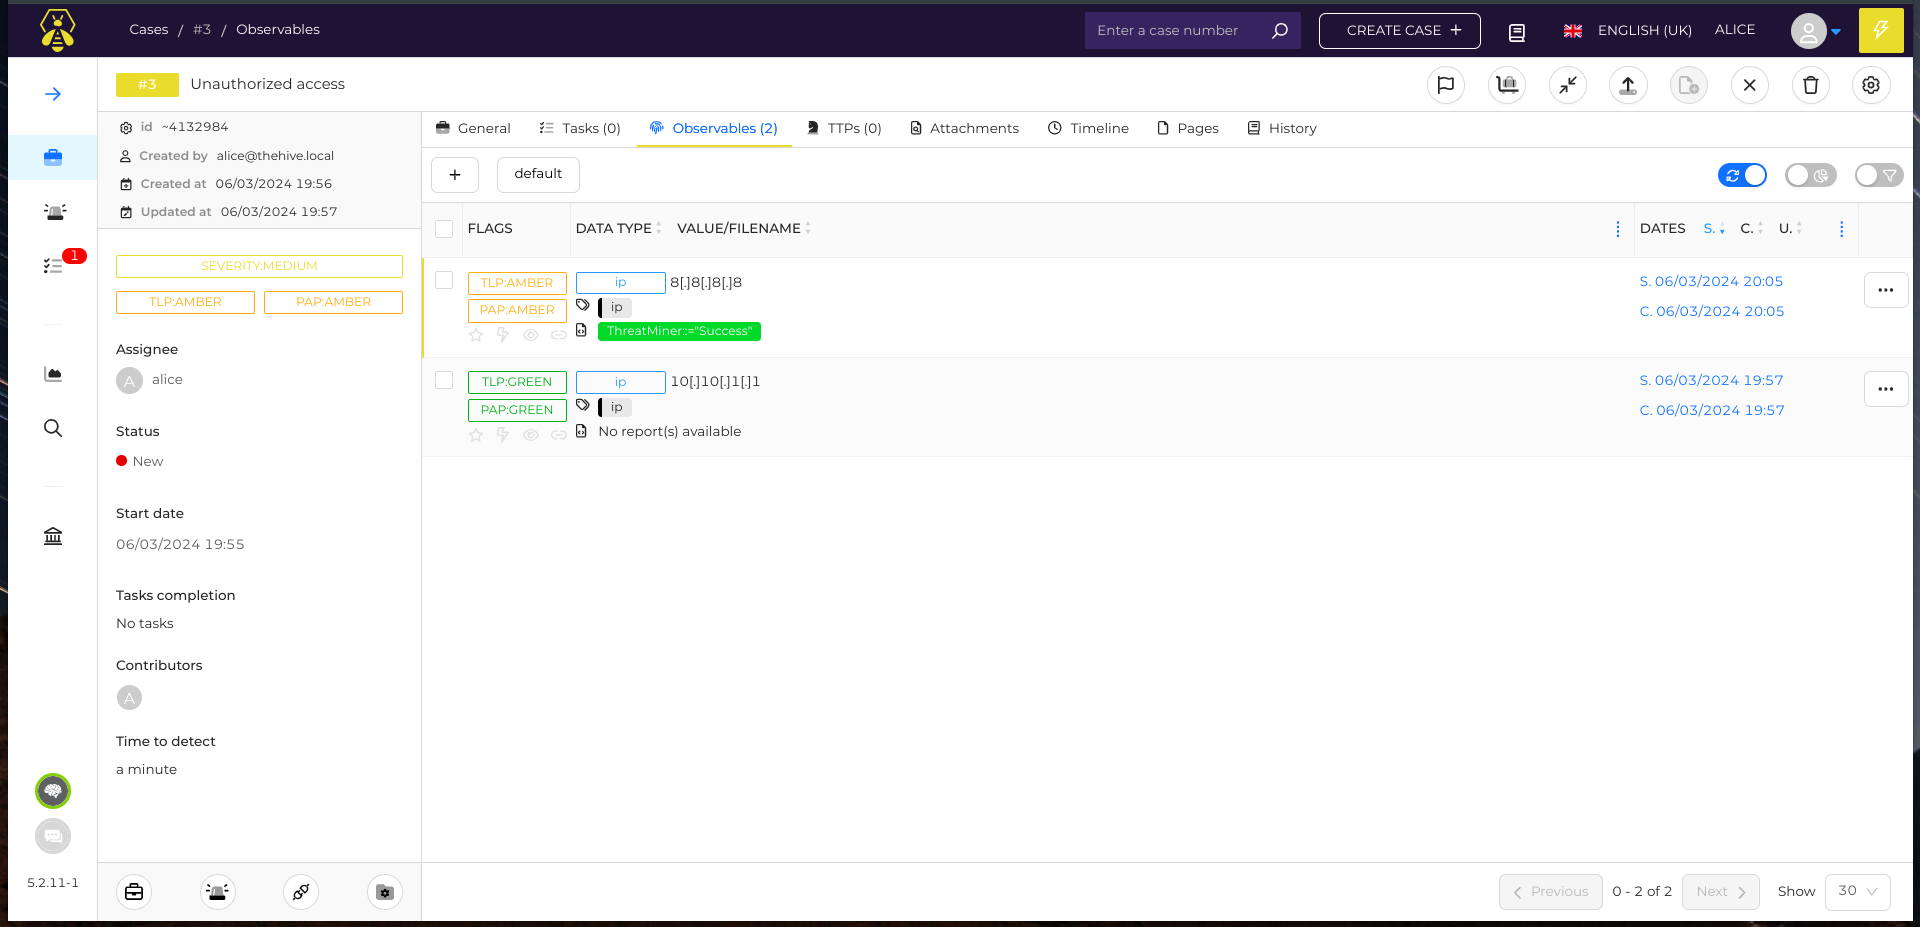 Cases / #3 / Observables
Enter a case number
CREATE CASE +
ENGLISH (UK)
ALICE
#3
Unauthorized access
id ~4132984
Created by alice@thehive.local
Created at 06/03/2024 19:56
Updated at 06/03/2024 19:57
SEVERITY:MEDIUM
TLP:AMBER
PAP:AMBER
Assignee
A alice
Status
New
Start date
06/03/2024 19:55
Tasks completion
No tasks
Contributors
A
Time to detect
a minute
1
5.2.11-1
General
Tasks (0)
Observables (2)
TTPs (0)
Attachments
Timeline
Pages
History
+
default
FLAGS
DATA TYPE
VALUE/FILENAME
DATES
S.
C.
U.
TLP:AMBER
PAP:AMBER
ip
8[.]8[.]8[.]8
ip
ThreatMiner::="Success"
S. 06/03/2024 20:05
C. 06/03/2024 20:05
TLP:GREEN
PAP:GREEN
ip
10[.]10[.]1[.]1
ip
No report(s) available
S. 06/03/2024 19:57
C. 06/03/2024 19:57
Previous
0 - 2 of 2
Next
Show
30